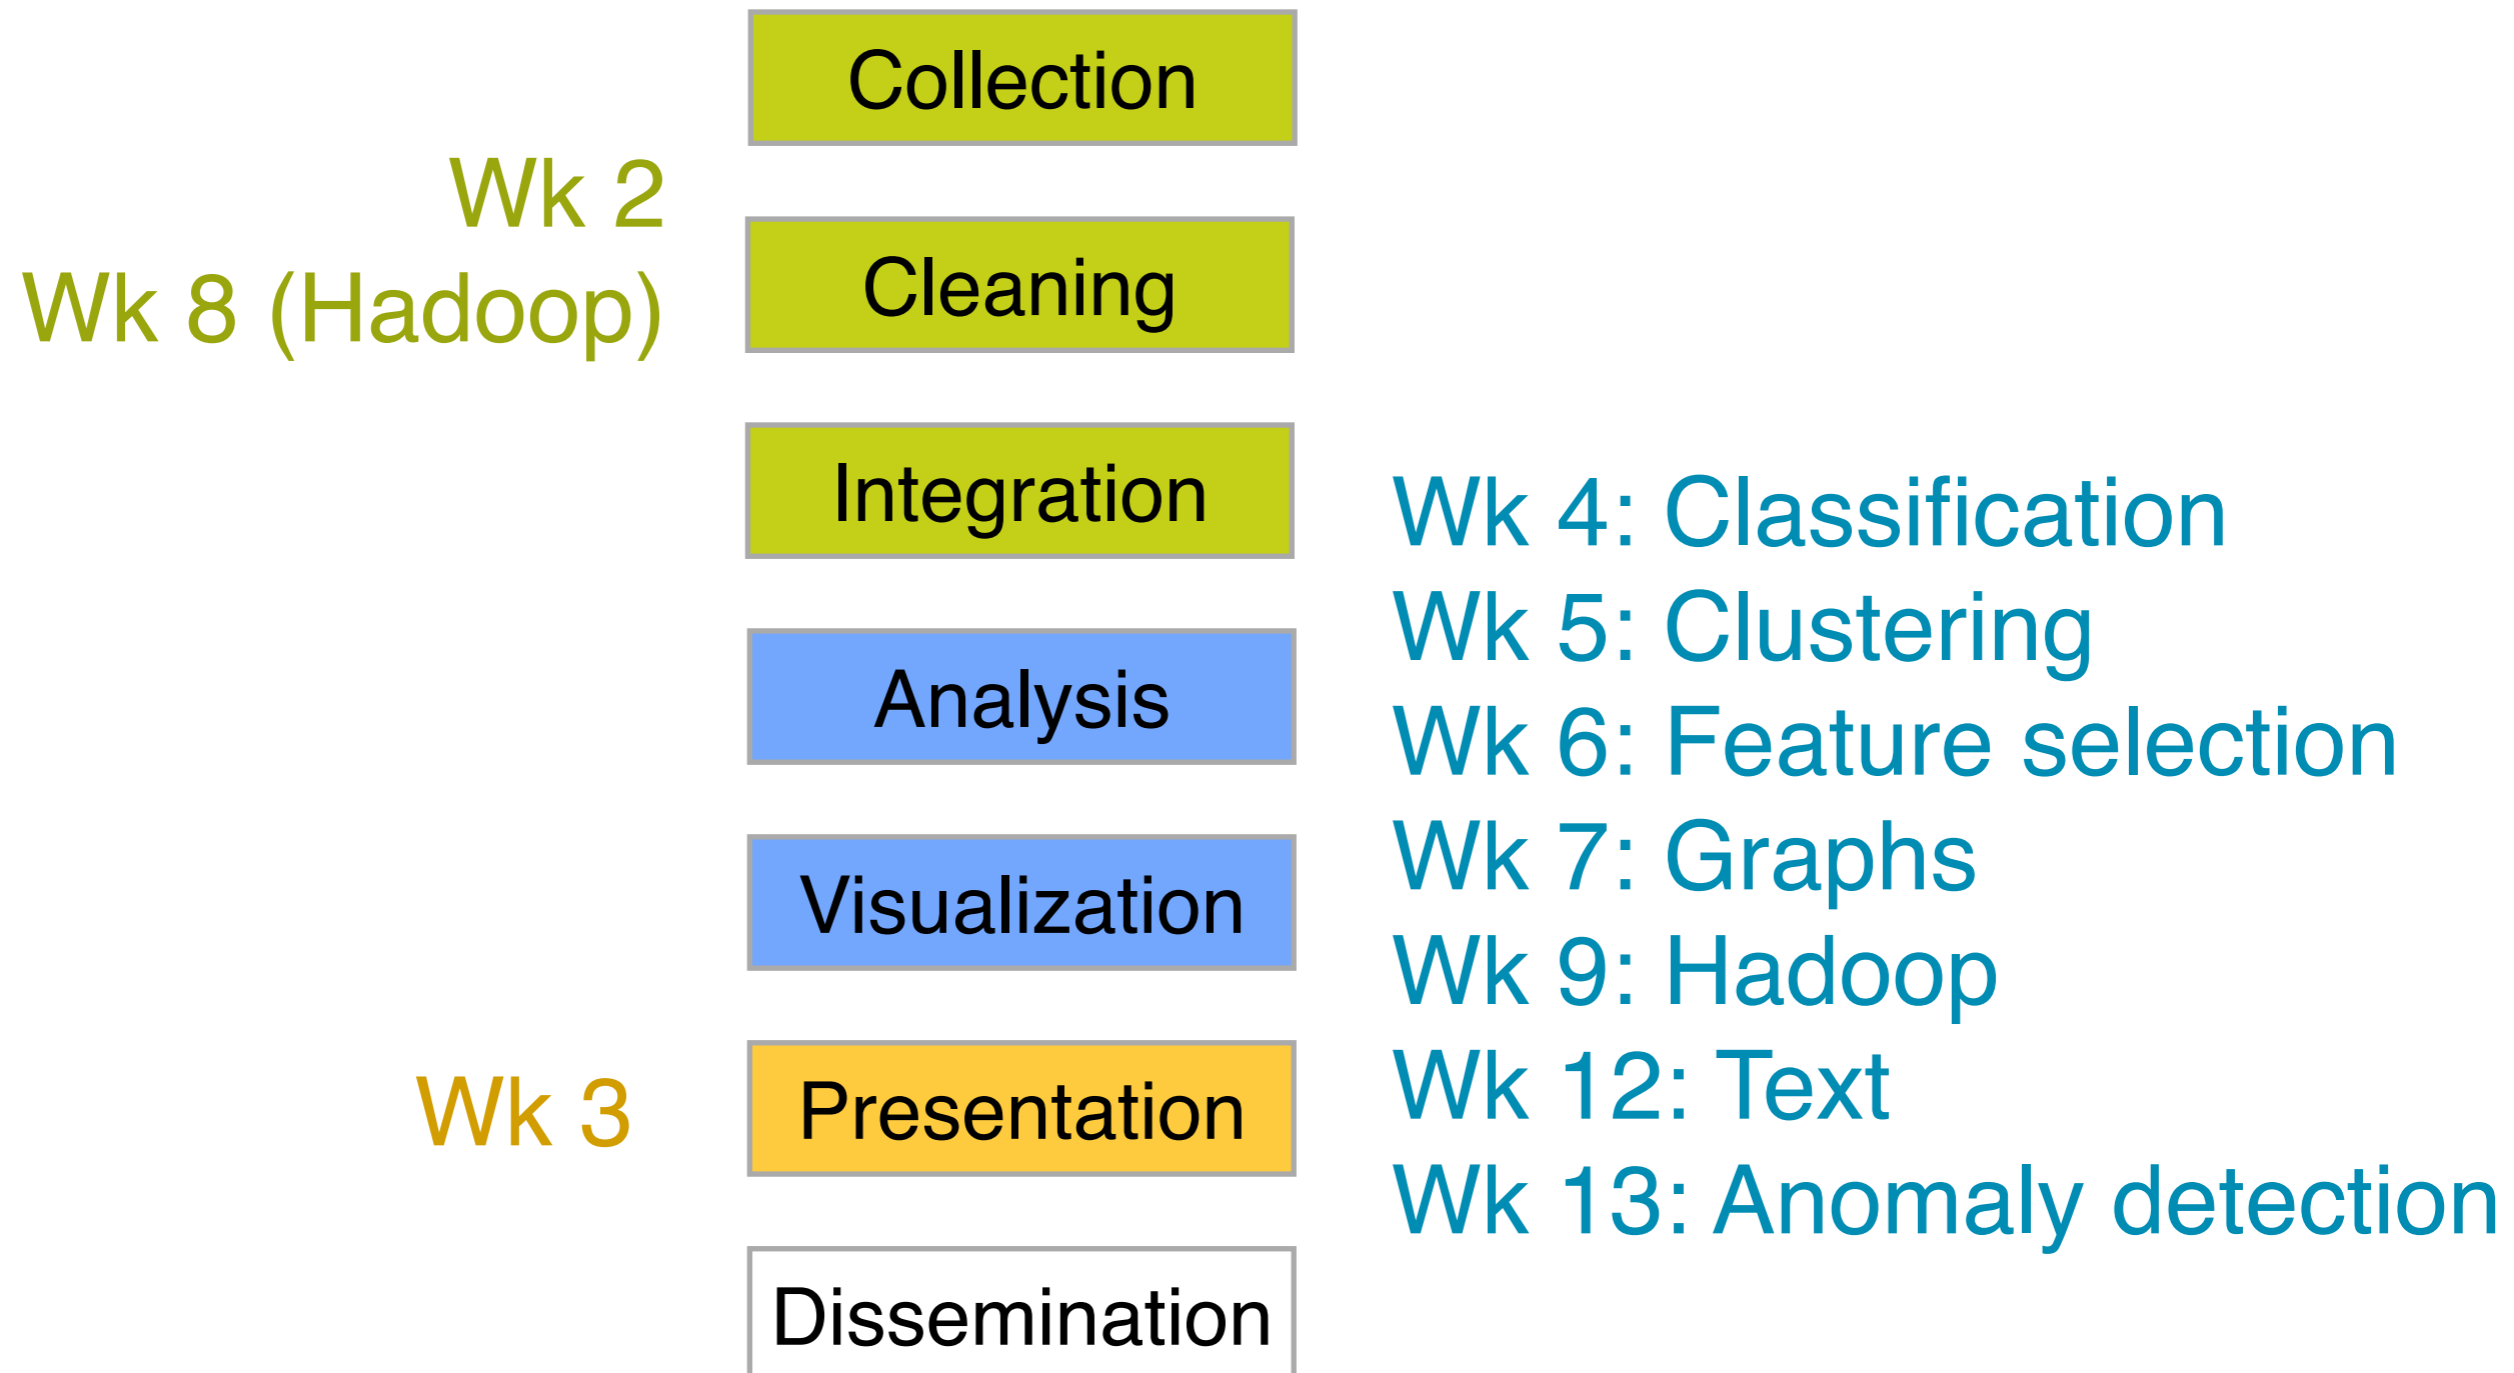 Collection
Wk 2
Cleaning
Wk 8 (Hadoop)
Integration
Analysis
Visualization
Wk 3
Presentation
Dissemination
Wk 4: Classification
Wk 5: Clustering
Wk 6: Feature selection
Wk 7: Graphs
Wk 9: Hadoop
Wk 12: Text
Wk 13: Anomaly detection